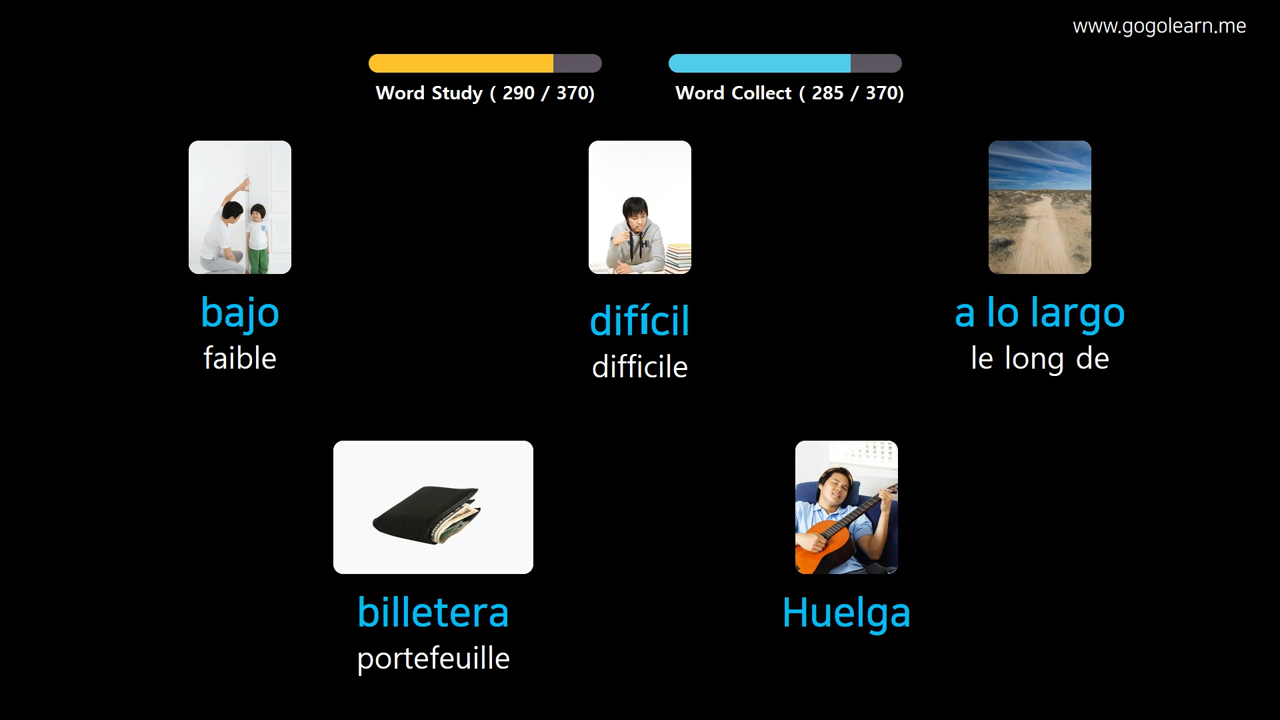 www.gogolearn.me
Word Study ( 290 / 370)
Word Collect ( 285 / 370)
bajo
faible
difícil
difficile
a lo largo
le long de
billetera
portefeuille
Huelga